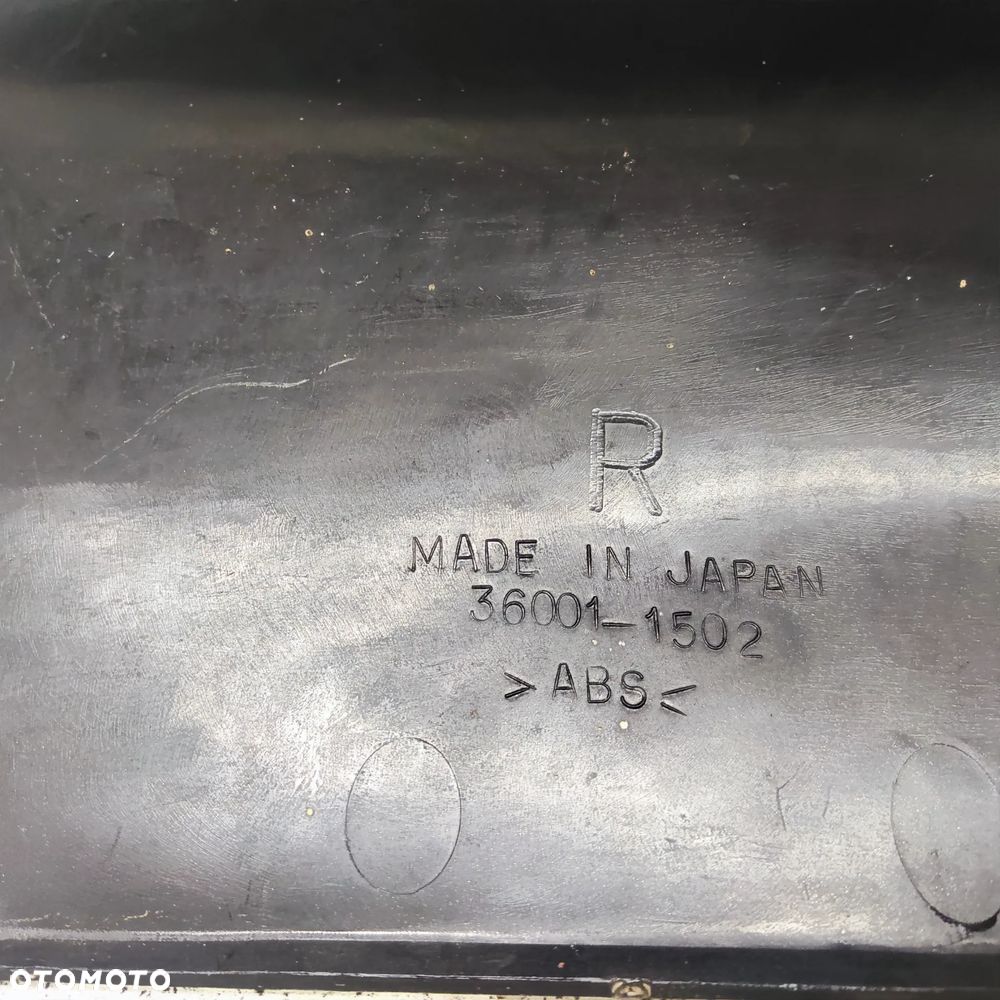 R
MADE IN JAPAN
36001-1502
>ABS<
OTOMOTO